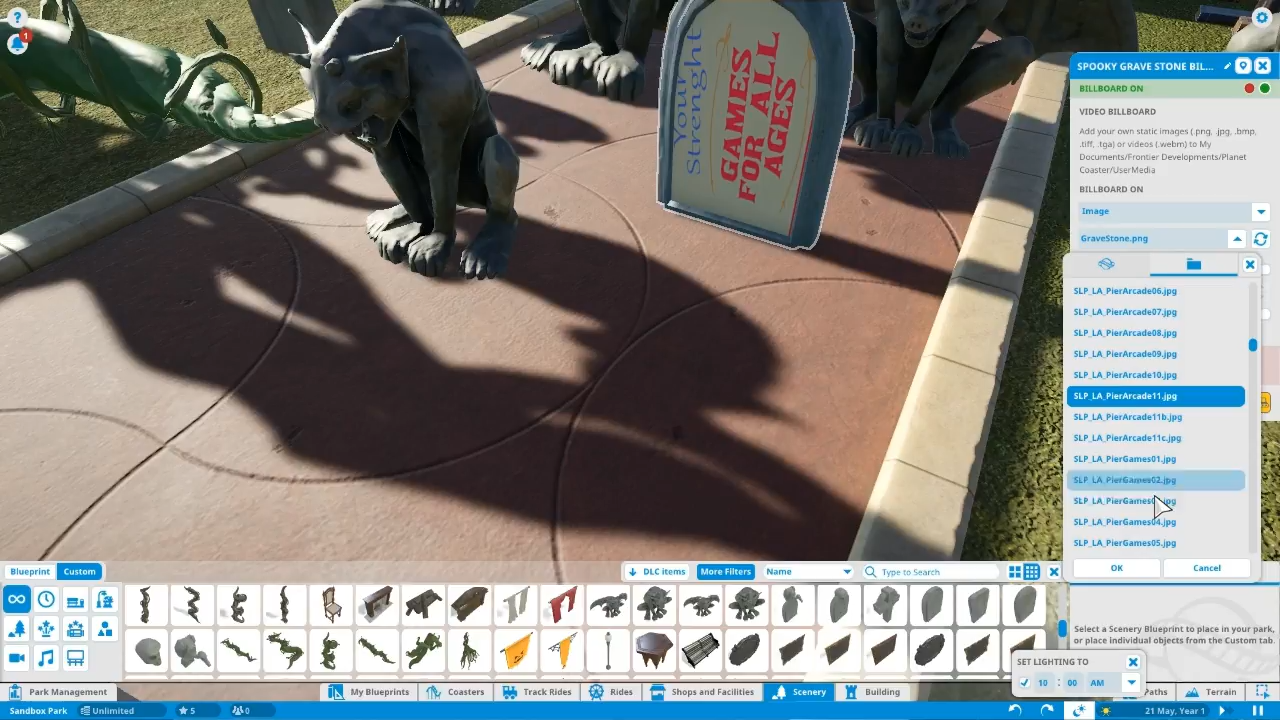 ?
1
Your
Strenght
GAMES
FOR ALL
AGES
SPOOKY GRAVE STONE BIL...
BILLBOARD ON
VIDEO BILLBOARD
Add your own static images (.png, .jpg, .bmp,
.tiff, .tga) or videos (.webm) to My
Documents/Frontier Developments/Planet
Coaster/UserMedia
BILLBOARD ON
Image
GraveStone.png
SLP_LA_PierArcade06.jpg
SLP_LA_PierArcade07.jpg
SLP_LA_PierArcade08.jpg
SLP_LA_PierArcade09.jpg
SLP_LA_PierArcade10.jpg
SLP_LA_PierArcade11.jpg
SLP_LA_PierArcade11b.jpg
SLP_LA_PierArcade11c.jpg
SLP_LA_PierGames01.jpg
SLP_LA_PierGames02.jpg
SLP_LA_PierGames04.jpg
SLP_LA_PierGames05.jpg
OK Cancel
Blueprint Custom
DLC items More Filters Name Type to Search
Select a Scenery Blueprint to place in your park,
or place individual objects from the Custom tab
SET LIGHTING TO
10 : 00 AM
Park Management My Blueprints Coasters Track Rides Rides Shops and Facilities Scenery Building Paths Terrain
Sandbox Park Unlimited 5 0 21 May, Year 1